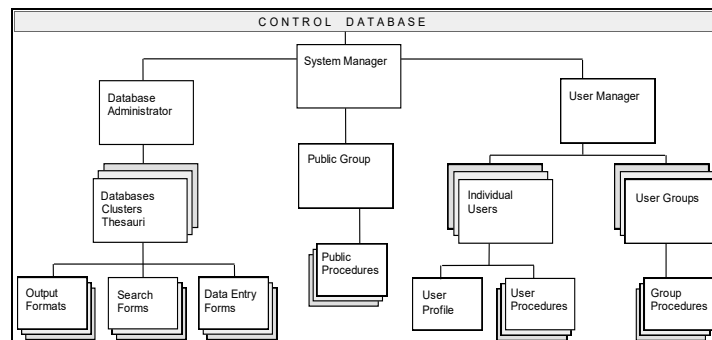 CONTROL DATABASE
System Manager
Database
Administrator
User Manager
Public Group
Databases
Clusters
Thesauri
Individual
Users
User Groups
Public
Procedures
Output
Formats
Search
Forms
Data Entry
Forms
User
Profile
User
Procedures
Group
Procedures